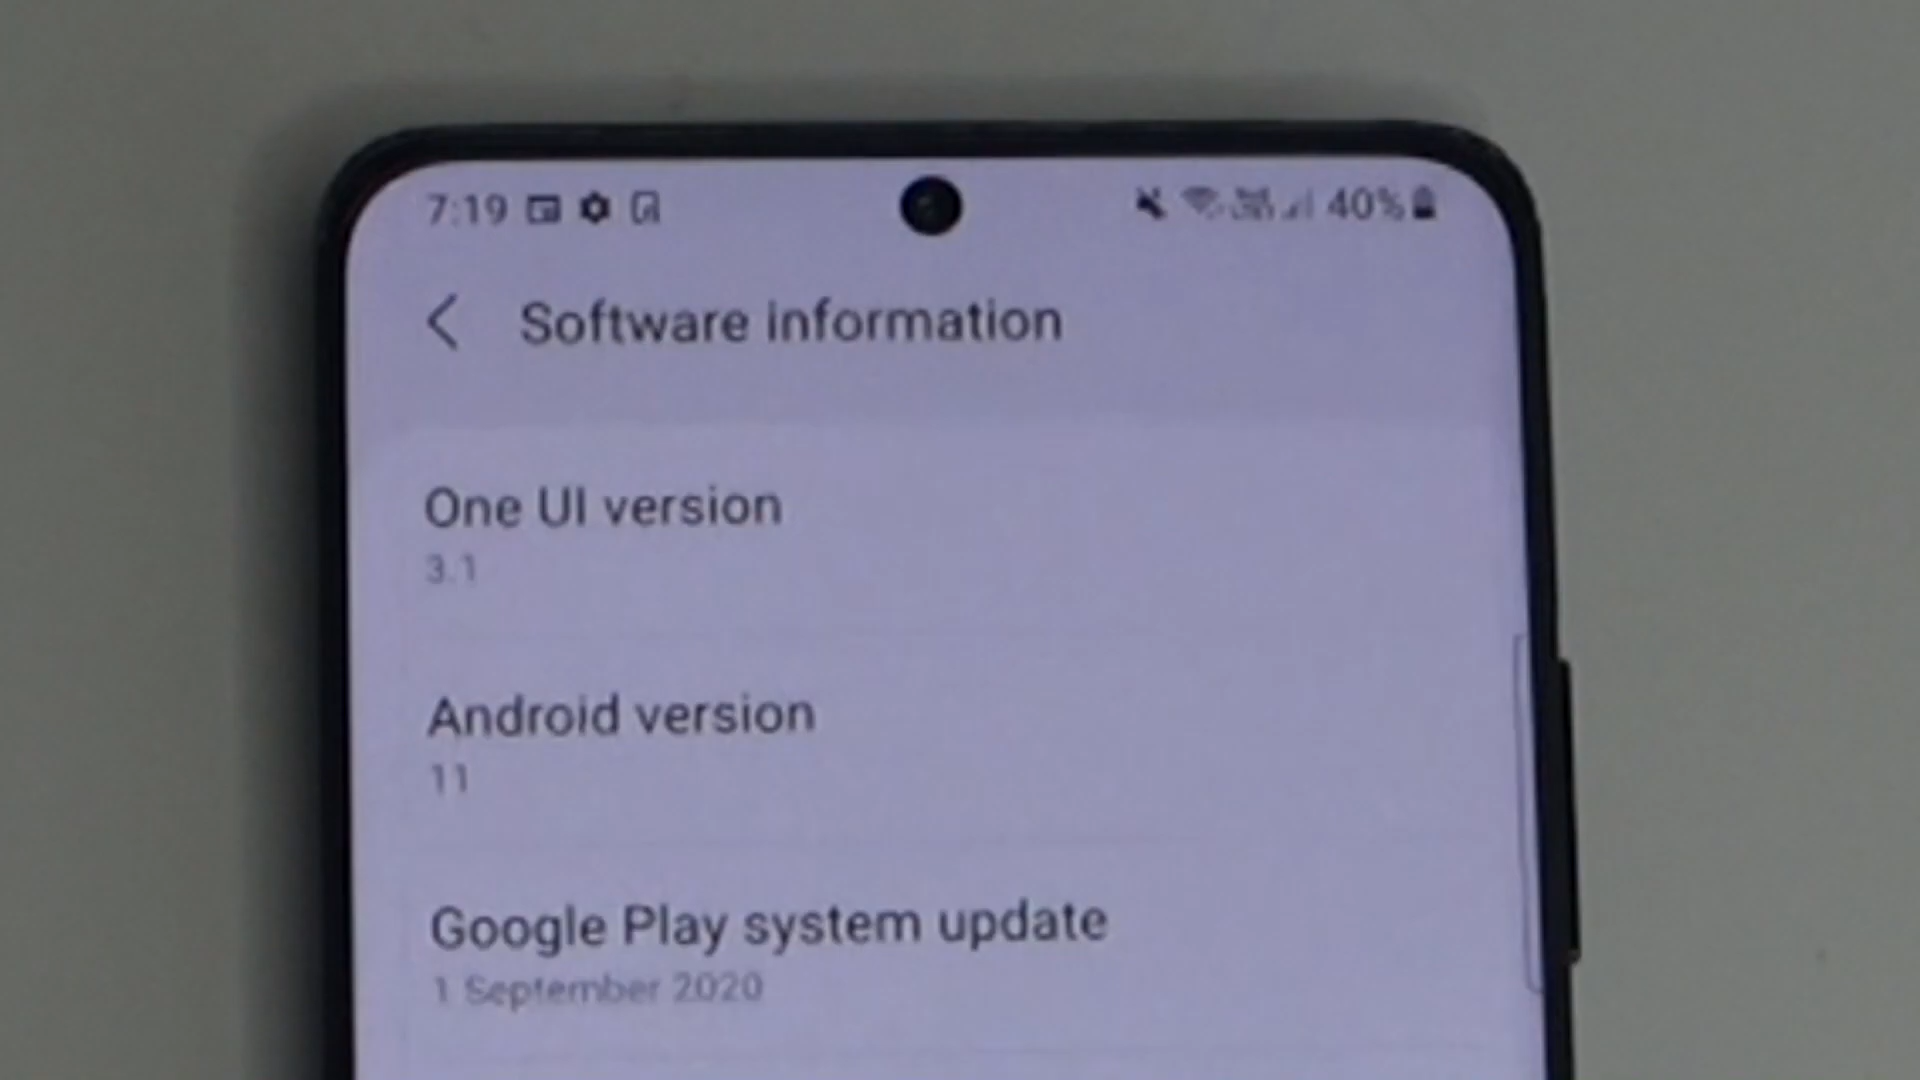 7:19 40%
Software information
One UI version
3.1
Android version
11
Google Play system update
1 September 2020